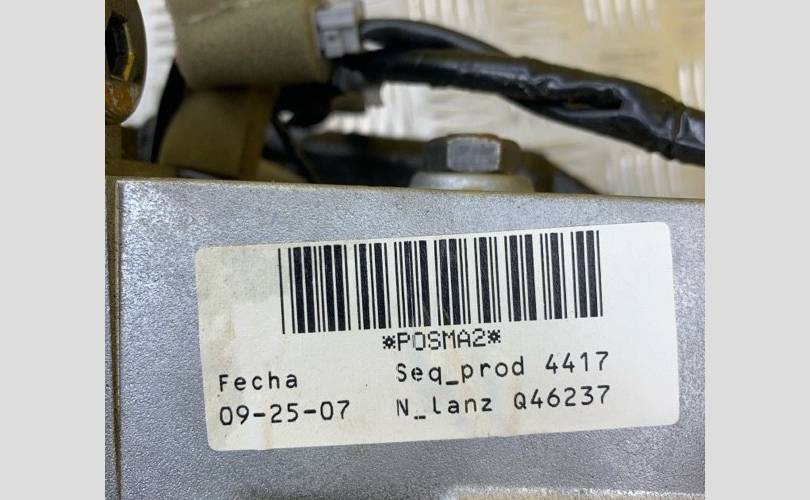 *POSMA2*
Fecha Seq_prod 4417
09-25-07 N_lanz Q46237